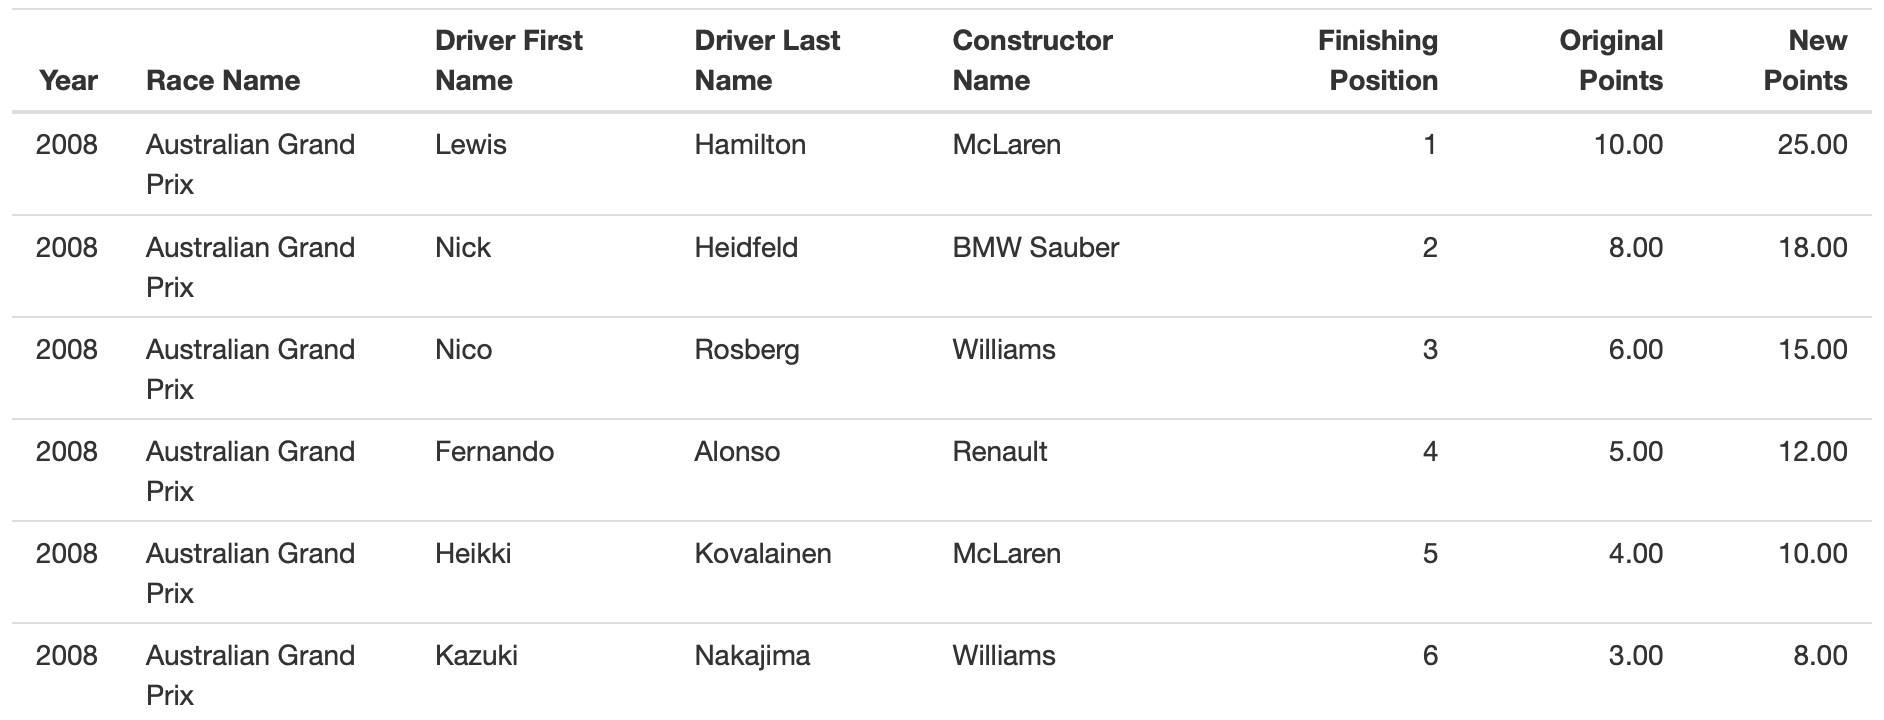 Year Race Name Driver First Name Driver Last Name Constructor Name Finishing Position Original Points New Points
2008 Australian Grand Prix Lewis Hamilton McLaren 1 10.00 25.00
2008 Australian Grand Prix Nick Heidfeld BMW Sauber 2 8.00 18.00
2008 Australian Grand Prix Nico Rosberg Williams 3 6.00 15.00
2008 Australian Grand Prix Fernando Alonso Renault 4 5.00 12.00
2008 Australian Grand Prix Heikki Kovalainen McLaren 5 4.00 10.00
2008 Australian Grand Prix Kazuki Nakajima Williams 6 3.00 8.00